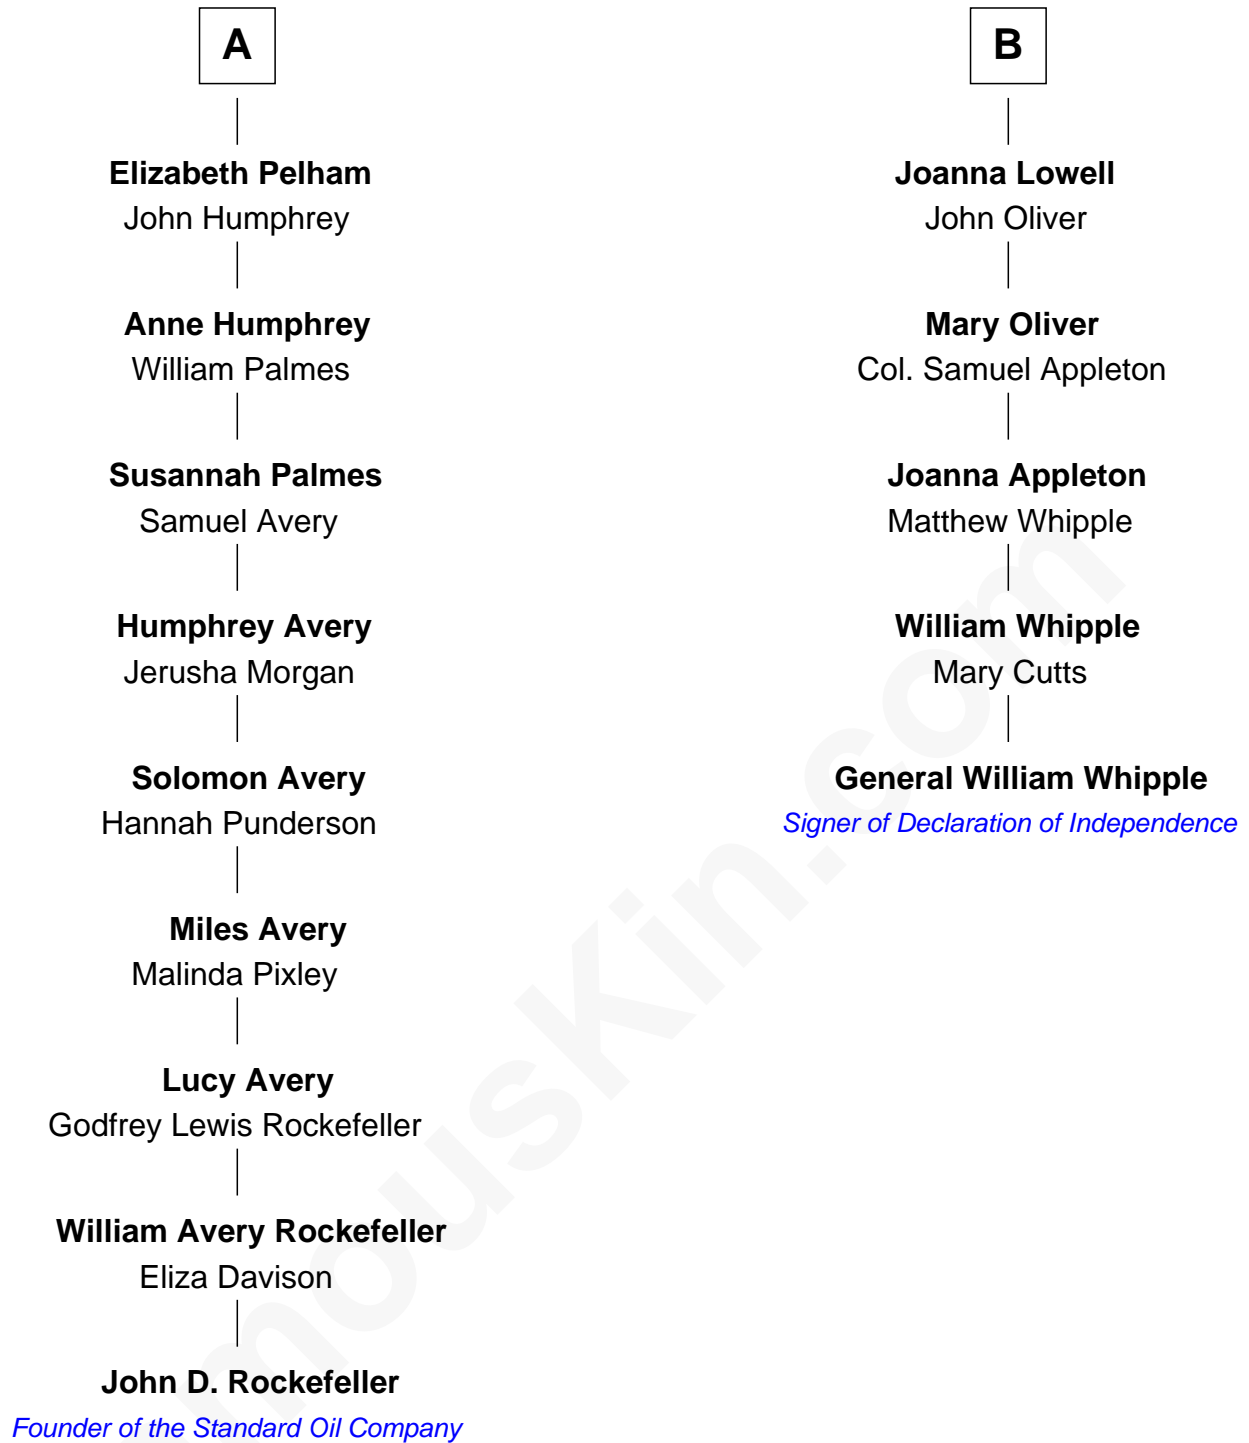 A
Elizabeth Pelham
John Humphrey
Anne Humphrey
William Palmes
Susannah Palmes
Samuel Avery
Humphrey Avery
Jerusha Morgan
Solomon Avery
Hannah Punderson
Miles Avery
Malinda Pixley
Lucy Avery
Godfrey Lewis Rockefeller
William Avery Rockefeller
Eliza Davison
John D. Rockefeller
Founder of the Standard Oil Company
B
Joanna Lowell
John Oliver
Mary Oliver
Col. Samuel Appleton
Joanna Appleton
Matthew Whipple
William Whipple
Mary Cutts
General William Whipple
Signer of Declaration of Independence
mouskin.com